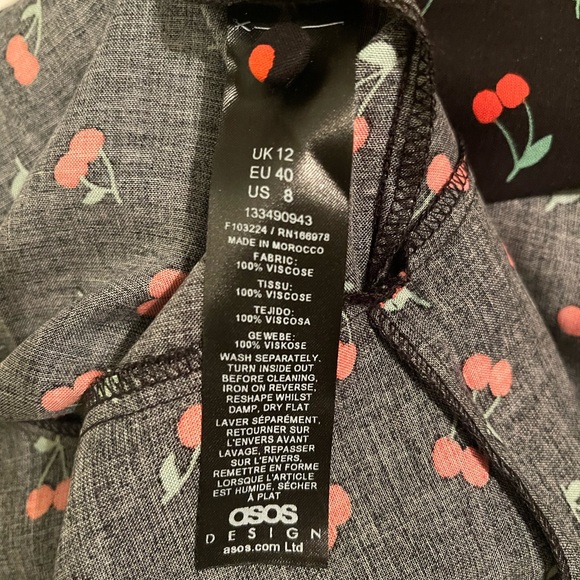 UK 12
EU 40
US 8
133490943
F103224 / RN166978
MADE IN MOROCCO
FABRIC:
100% VISCOSE
TISSU:
100% VISCOSE
TEJIDO:
100% VISCOSA
GEWEBE:
100% VISKOSE
WASH SEPARATELY.
TURN INSIDE OUT
BEFORE CLEANING,
IRON ON REVERSE,
RESHAPE WHILST
DAMP, DRY FLAT
LAVER SÉPARÉMENT,
RETOURNER SUR
L'ENVERS AVANT
LAVAGE, REPASSER
SUR L'ENVERS,
REMETTRE EN FORME
LORSQUE L'ARTICLE
EST HUMIDE, SÉCHER
À PLAT
asos
DESIGN
asos.com Ltd